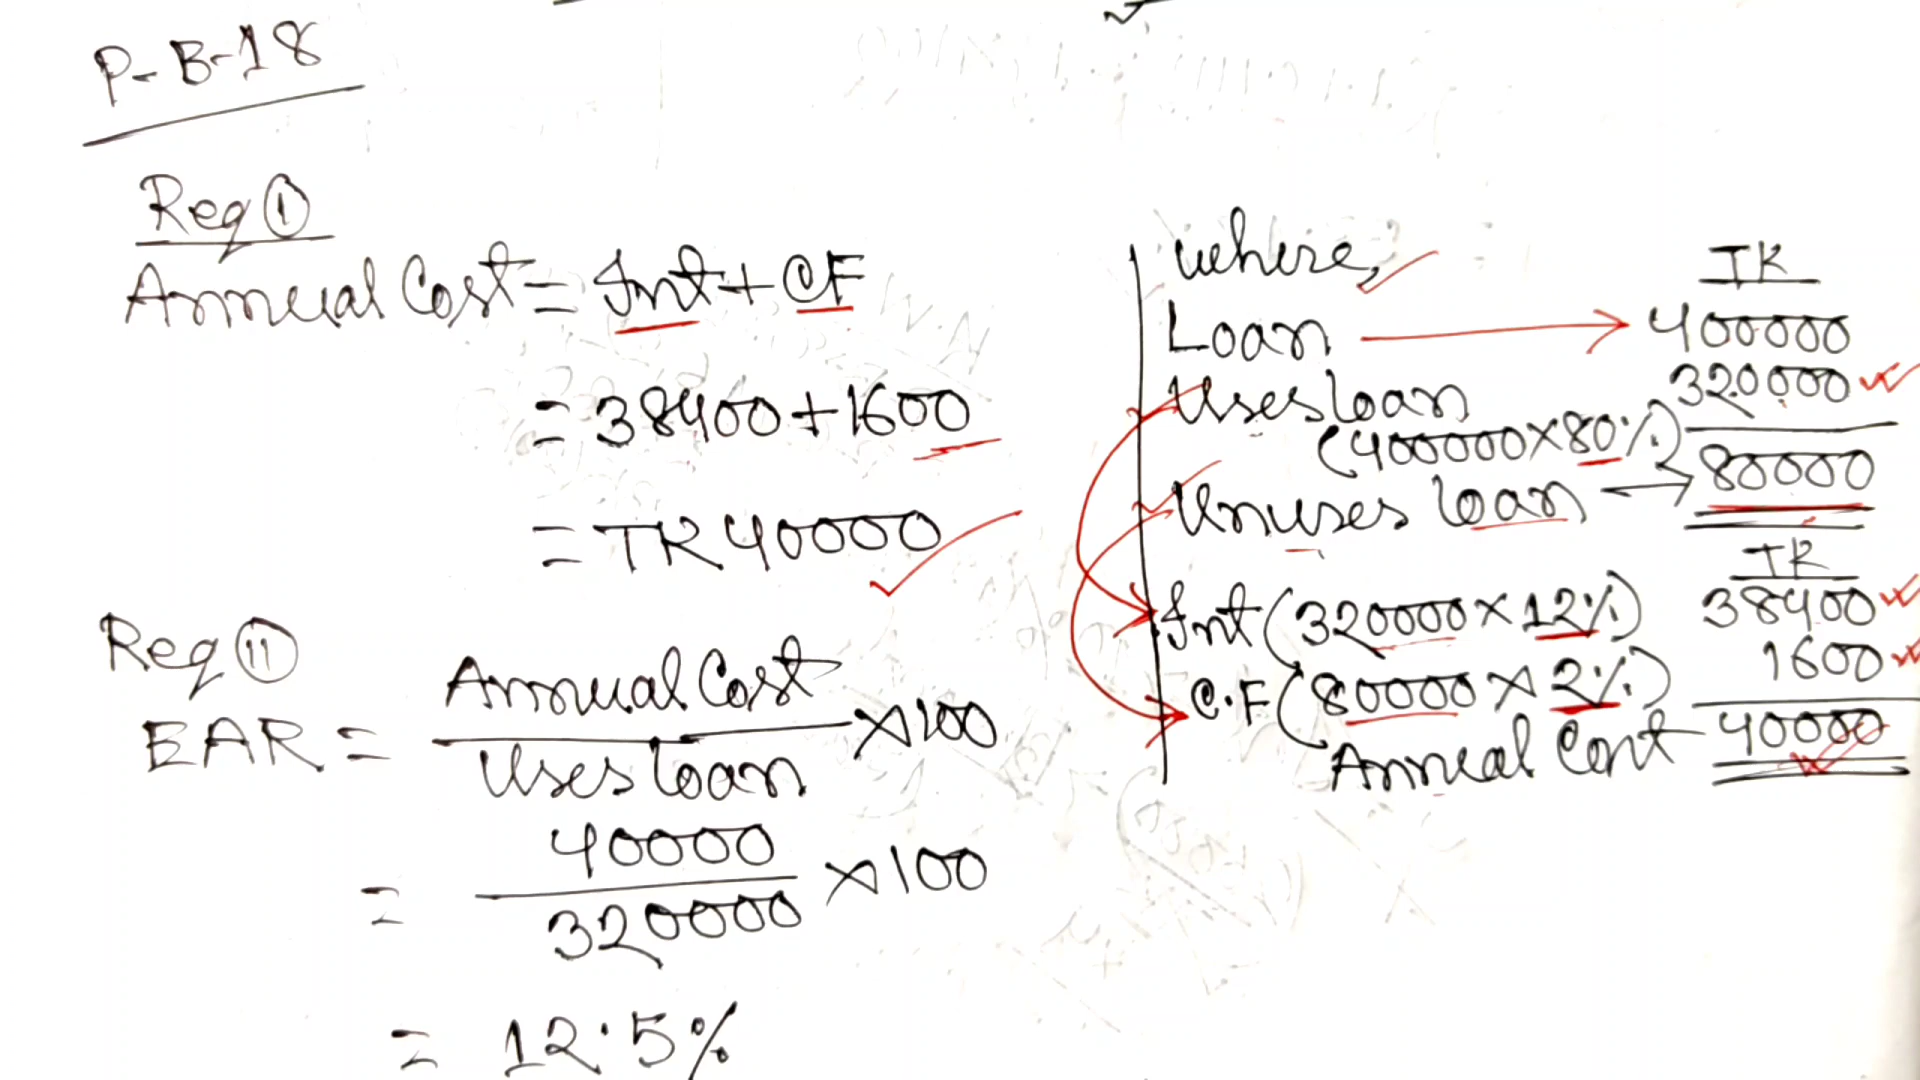 P-B-18
Req ①
Annual Cost = Int + CF
= 38400 + 1600
= TK 40000
Req ⑪
EAR = Annual Cost / Uses loan × 100
= 40000 / 320000 × 100
= 12.5%
where,
TK
Loan → 400000
Uses loan 320000
(400000 × 80%)
Unuses loan → 80000
TK
Int (320000 × 12%) 38400
C.F (80000 × 2%) 1600
Annual Cost 40000